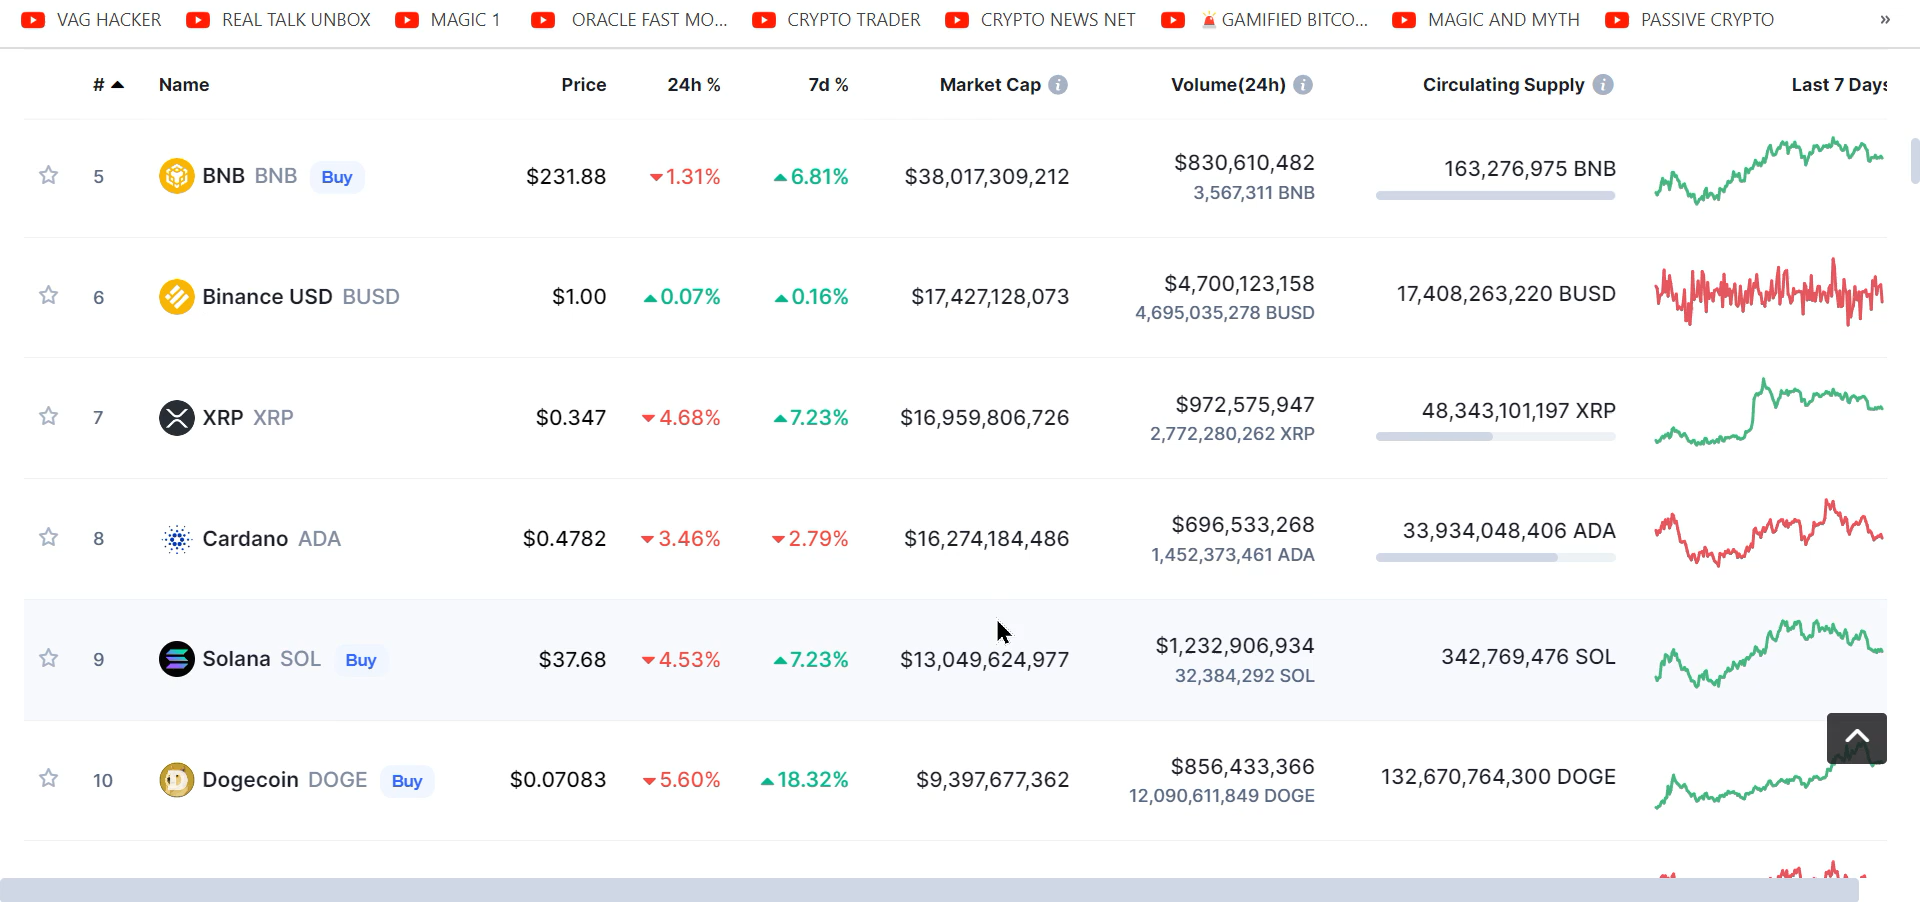 VAG HACKER REAL TALK UNBOX MAGIC 1 ORACLE FAST MO... CRYPTO TRADER CRYPTO NEWS NET 🚨GAMIFIED BITCO... MAGIC AND MYTH PASSIVE CRYPTO »
# Name Price 24h % 7d % Market Cap i Volume(24h) i Circulating Supply i Last 7 Days
5 BNB BNB Buy $231.88 1.31% 6.81% $38,017,309,212 $830,610,482 163,276,975 BNB
3,567,311 BNB
6 Binance USD BUSD $1.00 0.07% 0.16% $17,427,128,073 $4,700,123,158 17,408,263,220 BUSD
4,695,035,278 BUSD
7 XRP XRP $0.347 4.68% 7.23% $16,959,806,726 $972,575,947 48,343,101,197 XRP
2,772,280,262 XRP
8 Cardano ADA $0.4782 3.46% 2.79% $16,274,184,486 $696,533,268 33,934,048,406 ADA
1,452,373,461 ADA
9 Solana SOL Buy $37.68 4.53% 7.23% $13,049,624,977 $1,232,906,934 342,769,476 SOL
32,384,292 SOL
10 Dogecoin DOGE Buy $0.07083 5.60% 18.32% $9,397,677,362 $856,433,366 132,670,764,300 DOGE
12,090,611,849 DOGE